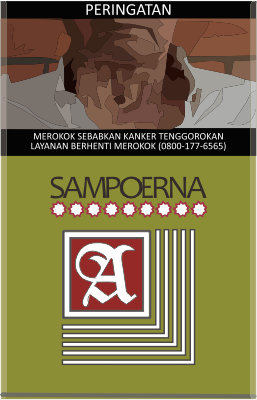 PERINGATAN
MEROKOK SEBABKAN KANKER TENGGOROKAN
LAYANAN BERHENTI MEROKOK (0800-177-6565)
SAMPOERNA
A